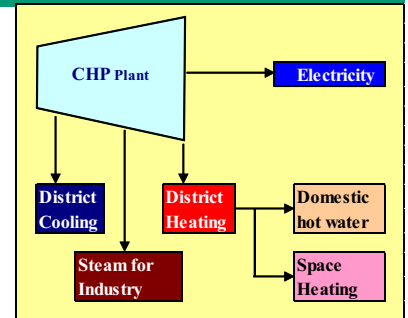 CHP Plant
Electricity
District
Cooling
District
Heating
Domestic
hot water
Steam for
Industry
Space
Heating